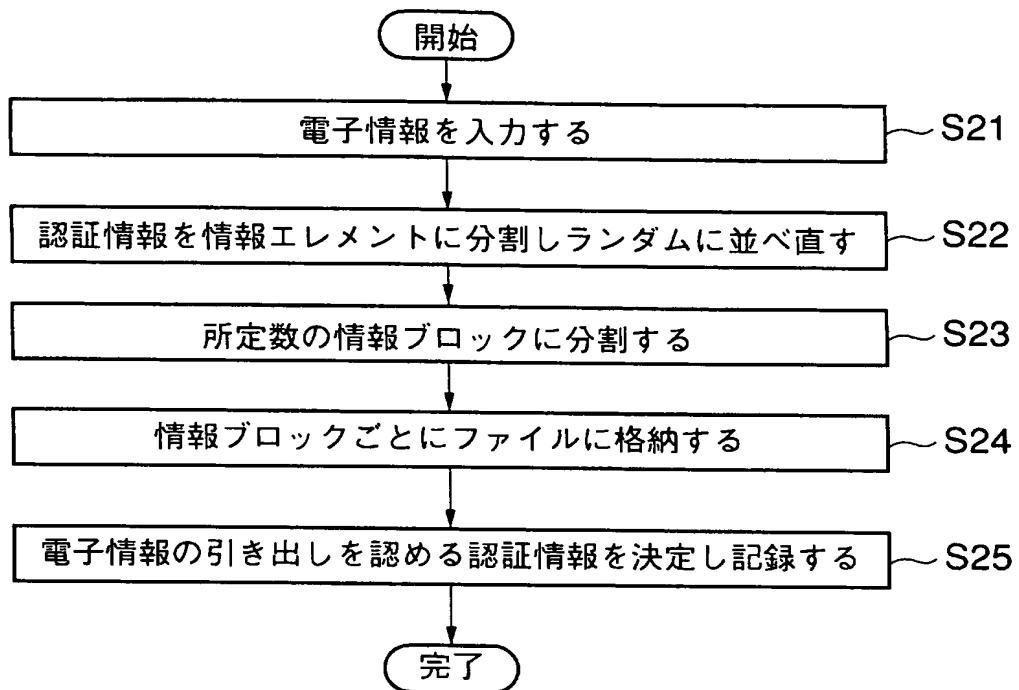 開始
電子情報を入力する
S21
認証情報を情報エレメントに分割しランダムに並べ直す
S22
所定数の情報ブロックに分割する
S23
情報ブロックごとにファイルに格納する
S24
電子情報の引き出しを認める認証情報を決定し記録する
S25
完了